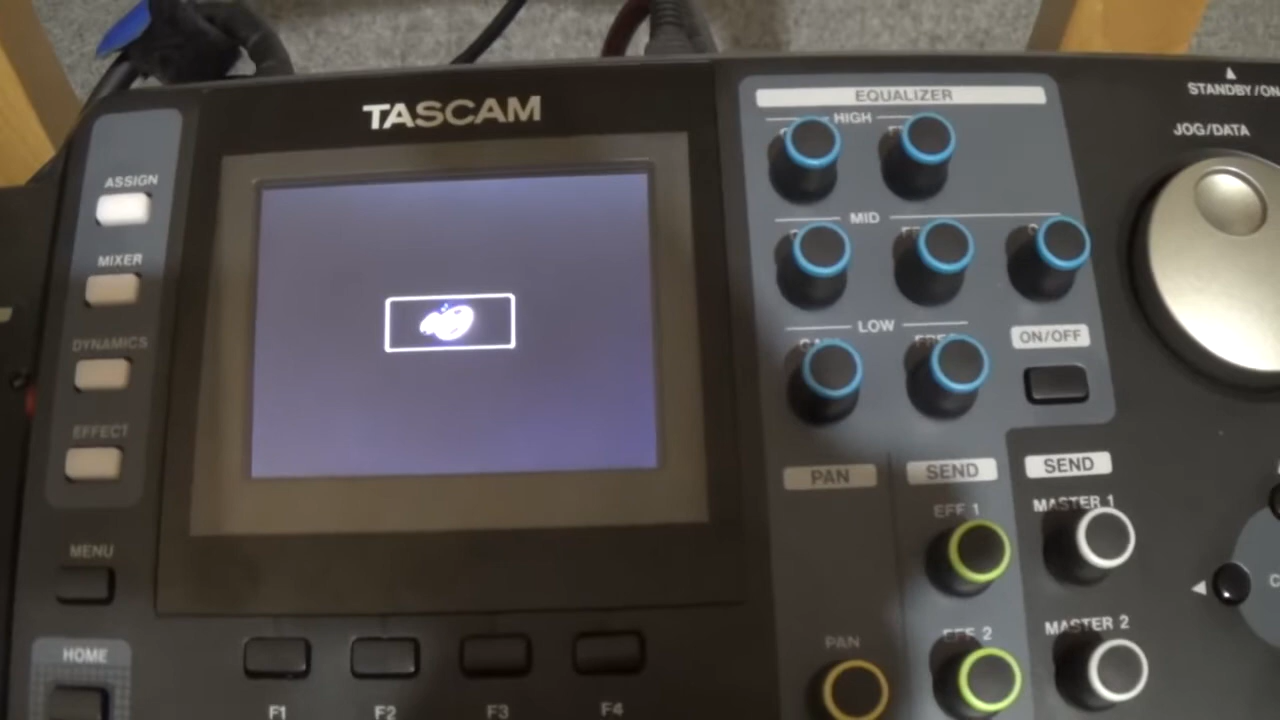 TASCAM
EQUALIZER
STANDBY/ON
HIGH
JOG/DATA
ASSIGN
MID
MIXER
LOW
ON/OFF
DYNAMICS
EFFECT
PAN
SEND
SEND
MASTER 1
EFF 1
MENU
MASTER 2
EFF 2
PAN
HOME
F1
F2
F3
F4